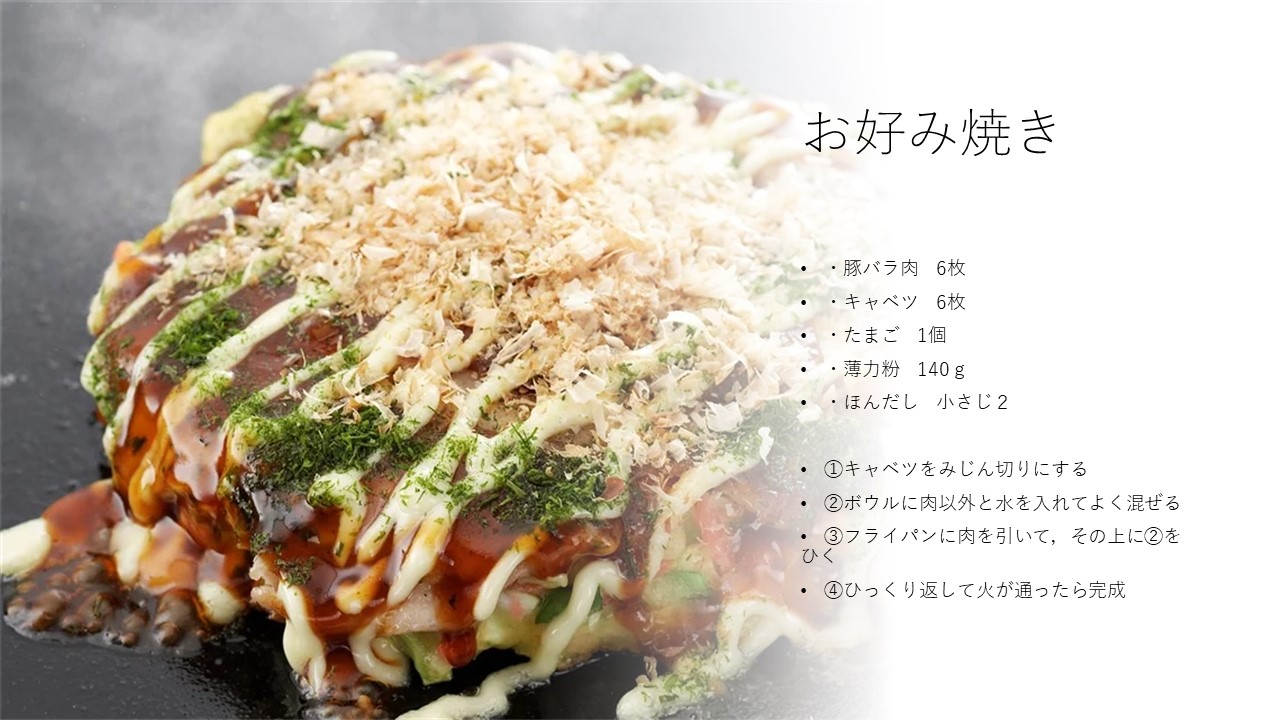 お好み焼き
• ・豚バラ肉　6枚
• ・キャベツ　6枚
• ・たまご　1個
• ・薄力粉　140ｇ
• ・ほんだし　小さじ２
• ①キャベツをみじん切りにする
• ②ボウルに肉以外と水を入れてよく混ぜる
• ③フライパンに肉を引いて，その上に②を
ひく
• ④ひっくり返して火が通ったら完成